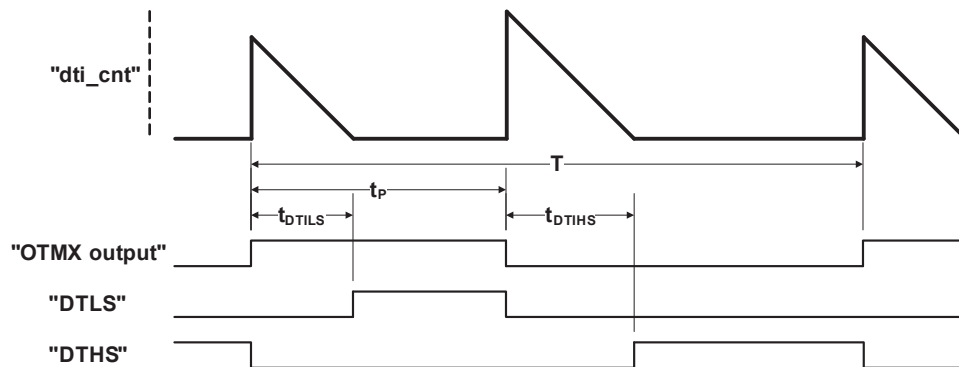 "dti_cnt"
T
tP
tDTILS
tDTIHS
"OTMX output"
"DTLS"
"DTHS"